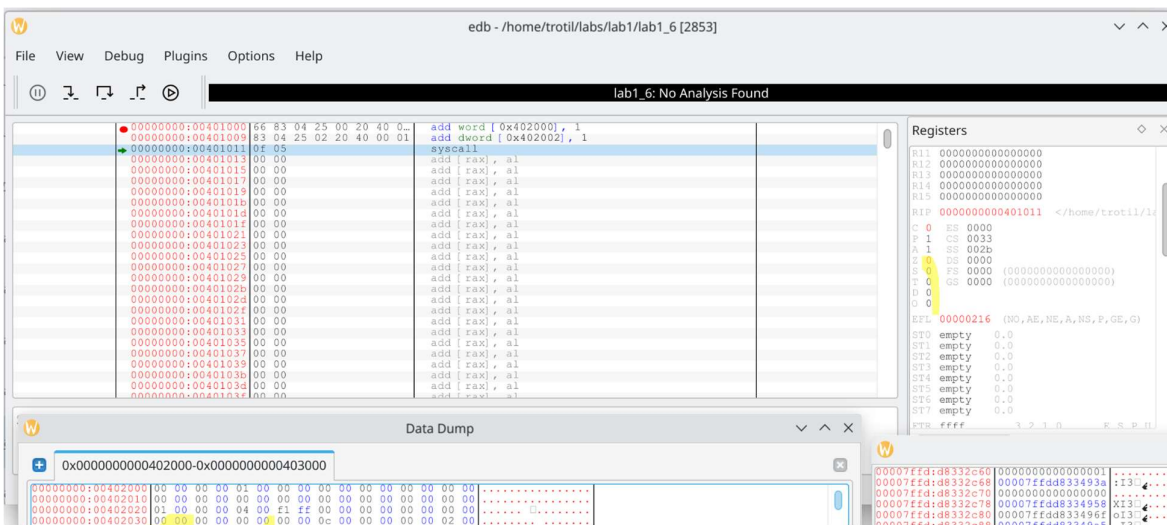 edb - /home/trotil/labs/lab1/lab1_6 [2853]
File View Debug Plugins Options Help
lab1_6: No Analysis Found
00000000:00401000 66 83 04 25 00 20 40 0… add word [0x402000], 1
00000000:00401009 83 04 25 02 20 40 00 01 add dword [0x402002], 1
00000000:00401011 0f 05 syscall
00000000:00401013 00 00 add [rax], al
00000000:00401015 00 00 add [rax], al
00000000:00401017 00 00 add [rax], al
00000000:00401019 00 00 add [rax], al
00000000:0040101b 00 00 add [rax], al
00000000:0040101d 00 00 add [rax], al
00000000:0040101f 00 00 add [rax], al
00000000:00401021 00 00 add [rax], al
00000000:00401023 00 00 add [rax], al
00000000:00401025 00 00 add [rax], al
00000000:00401027 00 00 add [rax], al
00000000:00401029 00 00 add [rax], al
00000000:0040102b 00 00 add [rax], al
00000000:0040102d 00 00 add [rax], al
00000000:0040102f 00 00 add [rax], al
00000000:00401031 00 00 add [rax], al
00000000:00401033 00 00 add [rax], al
00000000:00401035 00 00 add [rax], al
00000000:00401037 00 00 add [rax], al
00000000:00401039 00 00 add [rax], al
00000000:0040103b 00 00 add [rax], al
00000000:0040103d 00 00 add [rax], al
00000000:0040103f 00 00 add [rax], al
Registers
R11 0000000000000000
R12 0000000000000000
R13 0000000000000000
R14 0000000000000000
R15 0000000000000000
RIP 0000000000401011 </home/trotil/la
C 0 ES 0000
P 1 CS 0033
A 1 SS 002b
Z 0 DS 0000
S 0 FS 0000 (0000000000000000)
T 0 GS 0000 (0000000000000000)
D 0
O 0
EFL 00000216 (NO,AE,NE,A,NS,P,GE,G)
ST0 empty 0.0
ST1 empty 0.0
ST2 empty 0.0
ST3 empty 0.0
ST4 empty 0.0
ST5 empty 0.0
ST6 empty 0.0
ST7 empty 0.0
FTR ffff 3 2 1 0 E S P U
Data Dump
0x0000000000402000-0x0000000000403000
00000000:00402000 00 00 00 00 01 00 00 00 00 00 00 00 00 00 00 00
00000000:00402010 00 00 00 00 00 00 00 00 00 00 00 00 00 00 00 00
00000000:00402020 01 00 00 00 04 00 f1 ff 00 00 00 00 00 00 00 00
00000000:00402030 00 00 00 00 00 00 00 00 0c 00 00 00 00 00 02 00
00007ffd:d8332c60 0000000000000001
00007ffd:d8332c68 00007ffdd833493a :I3
00007ffd:d8332c70 0000000000000000
00007ffd:d8332c78 00007ffdd8334958 XI3
00007ffd:d8332c80 00007ffdd833496f oI3